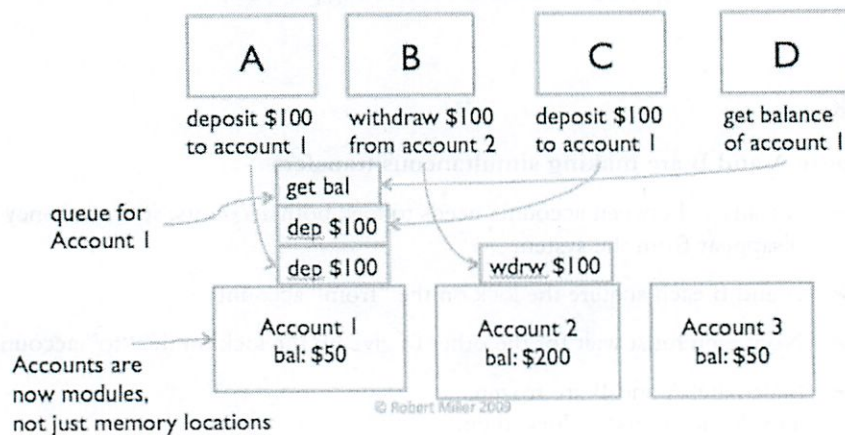 A
B
C
D
deposit $100
to account 1
withdraw $100
from account 2
deposit $100
to account 1
get balance
of account 1
get bal
queue for
Account 1
dep $100
dep $100
wdrw $100
Account 1
bal: $50
Account 2
bal: $200
Account 3
bal: $50
Accounts are
now modules,
not just memory locations
© Robert Miller 2009